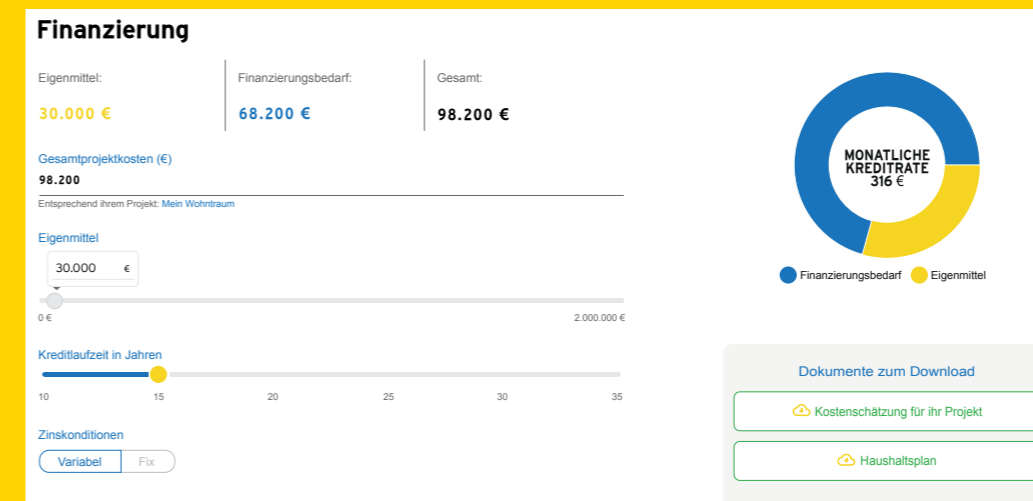 Finanzierung
Eigenmittel:
30.000 €
Finanzierungsbedarf:
68.200 €
Gesamt:
98.200 €
Gesamtprojektkosten (€)
98.200
Entsprechend ihrem Projekt: Mein Wohntraum
Eigenmittel
30.000 €
0 € 2.000.000 €
Kreditlaufzeit in Jahren
10 15 20 25 30 35
Zinskonditionen
Variabel Fix
MONATLICHE
KREDITRATE
316 €
Finanzierungsbedarf Eigenmittel
Dokumente zum Download
Kostenschätzung für ihr Projekt
Haushaltsplan